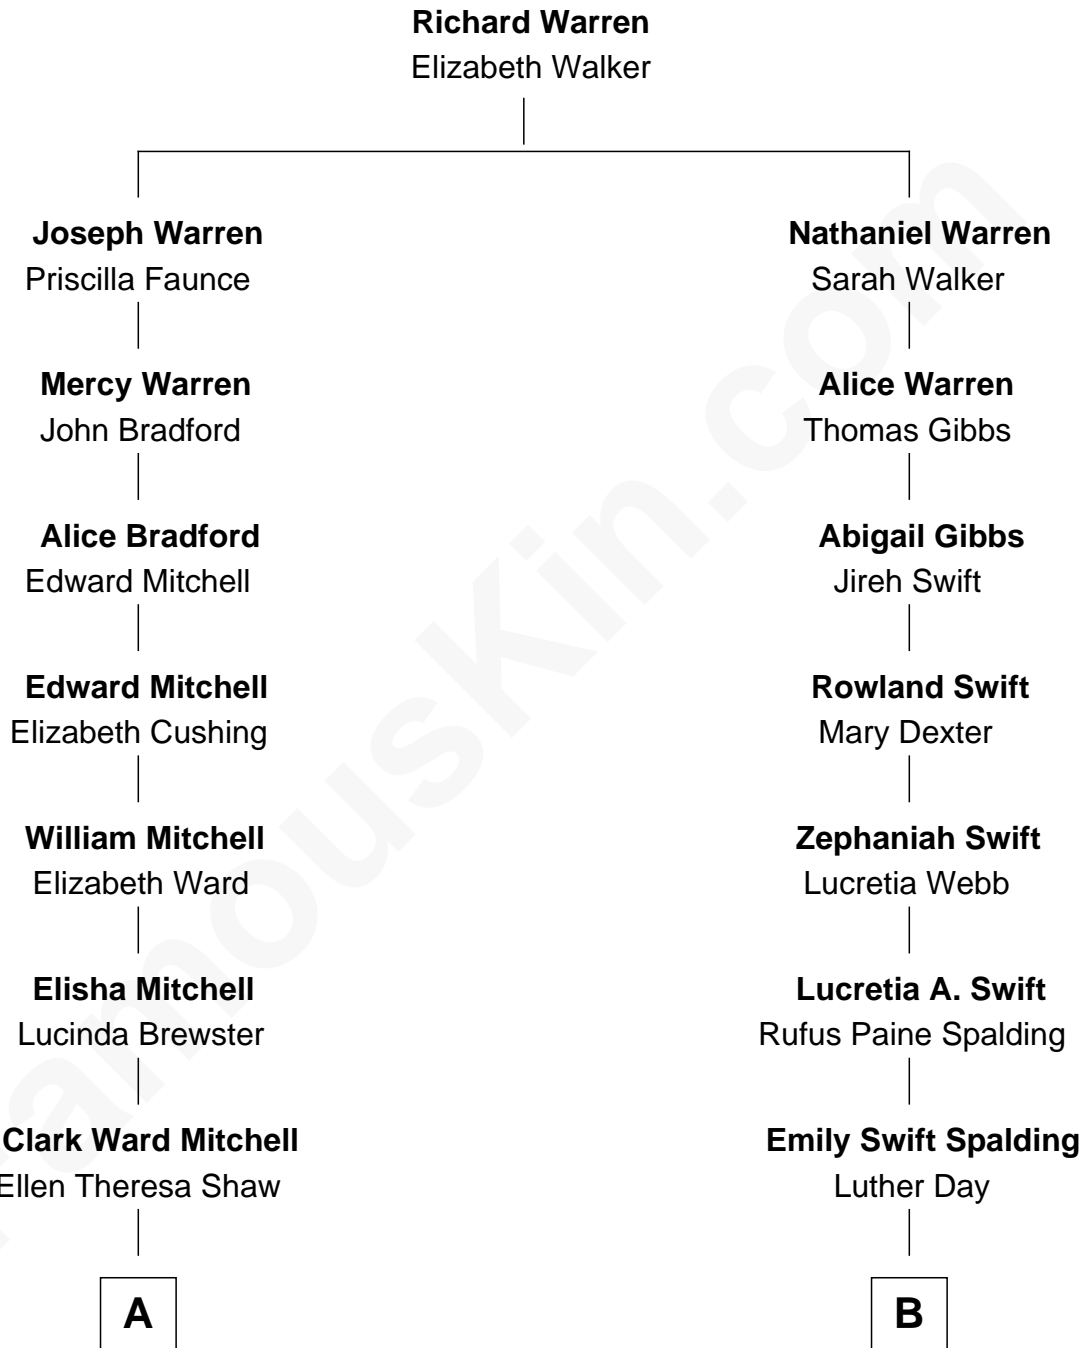 Richard Warren
Elizabeth Walker
Joseph Warren
Priscilla Faunce
Nathaniel Warren
Sarah Walker
Mercy Warren
John Bradford
Alice Warren
Thomas Gibbs
Alice Bradford
Edward Mitchell
Abigail Gibbs
Jireh Swift
Edward Mitchell
Elizabeth Cushing
Rowland Swift
Mary Dexter
William Mitchell
Elizabeth Ward
Zephaniah Swift
Lucretia Webb
Elisha Mitchell
Lucinda Brewster
Lucretia A. Swift
Rufus Paine Spalding
Clark Ward Mitchell
Ellen Theresa Shaw
Emily Swift Spalding
Luther Day
A
B
FamousKin.com